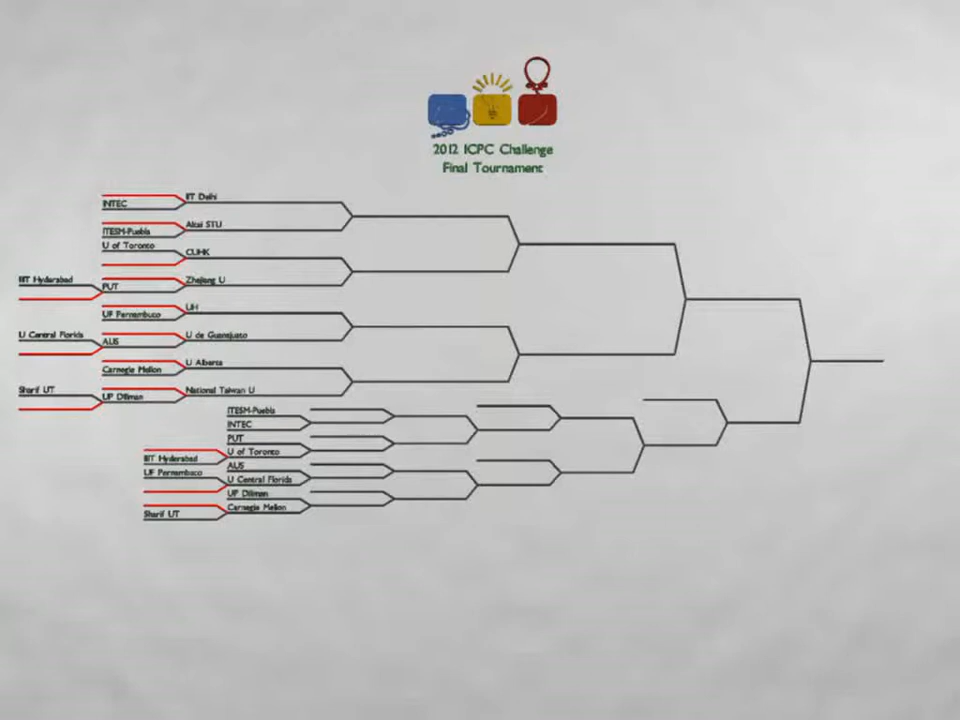 2012 ICPC Challenge
Final Tournament
IIT Delhi
INTEC
Altai STU
ITESM-Puebla
U of Toronto
CUHK
IIIT Hyderabad
Zhejiang U
PUT
UH
UF Pernambuco
U Central Florida
U de Guanajuato
AUS
U Alberta
Carnegie Mellon
Sharif UT
National Taiwan U
UP Diliman
ITESM-Puebla
INTEC
PUT
U of Toronto
IIIT Hyderabad
AUS
UF Pernambuco
U Central Florida
UP Diliman
Carnegie Mellon
Sharif UT